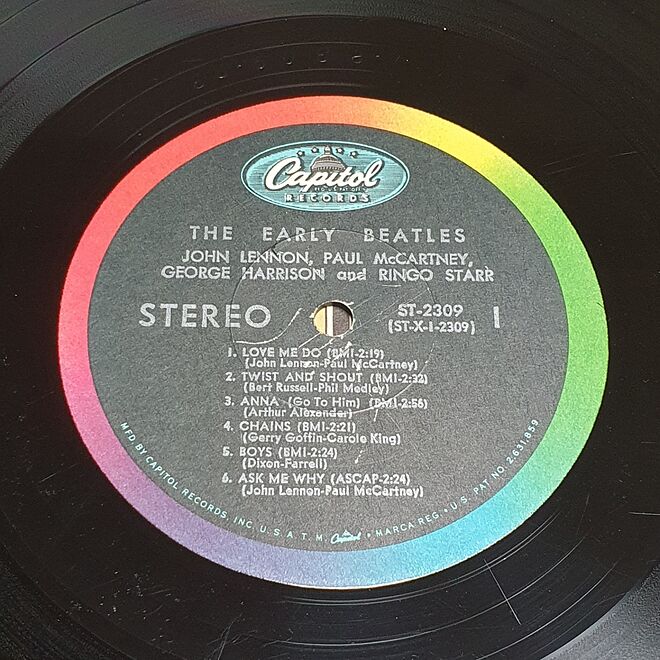 Capitol
RECORDS
THE EARLY BEATLES
JOHN LENNON, PAUL McCARTNEY,
GEORGE HARRISON and RINGO STARR
STEREO
ST-2309
(ST-X-1-2309)
1
1. LOVE ME DO (BMI-2:19)
(John Lennon-Paul McCartney)
2. TWIST AND SHOUT (BMI-2:32)
(Bert Russell-Phil Medley)
3. ANNA (Go To Him) (BMI-2:56)
(Arthur Alexander)
4. CHAINS (BMI-2:21)
(Gerry Goffin-Carole King)
5. BOYS (BMI-2:24)
(Dixon-Farrell)
6. ASK ME WHY (ASCAP-2:24)
(John Lennon-Paul McCartney)
MFD. BY CAPITOL RECORDS, INC. U.S.A. T.M. Capitol • MARCA REG. • U.S. PAT. NO. 2,631,859